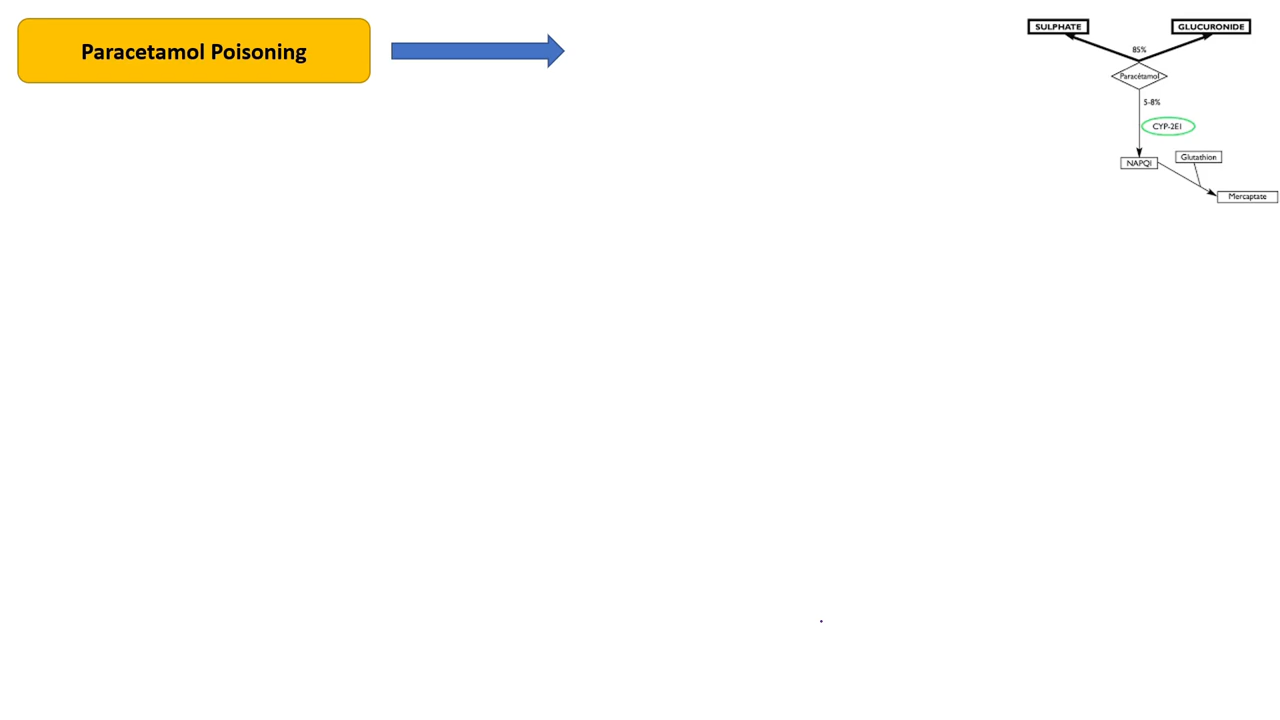 Paracetamol Poisoning
SULPHATE
GLUCURONIDE
85%
Paracétamol
5-8%
CYP-2E1
NAPQI
Glutathion
Mercaptate